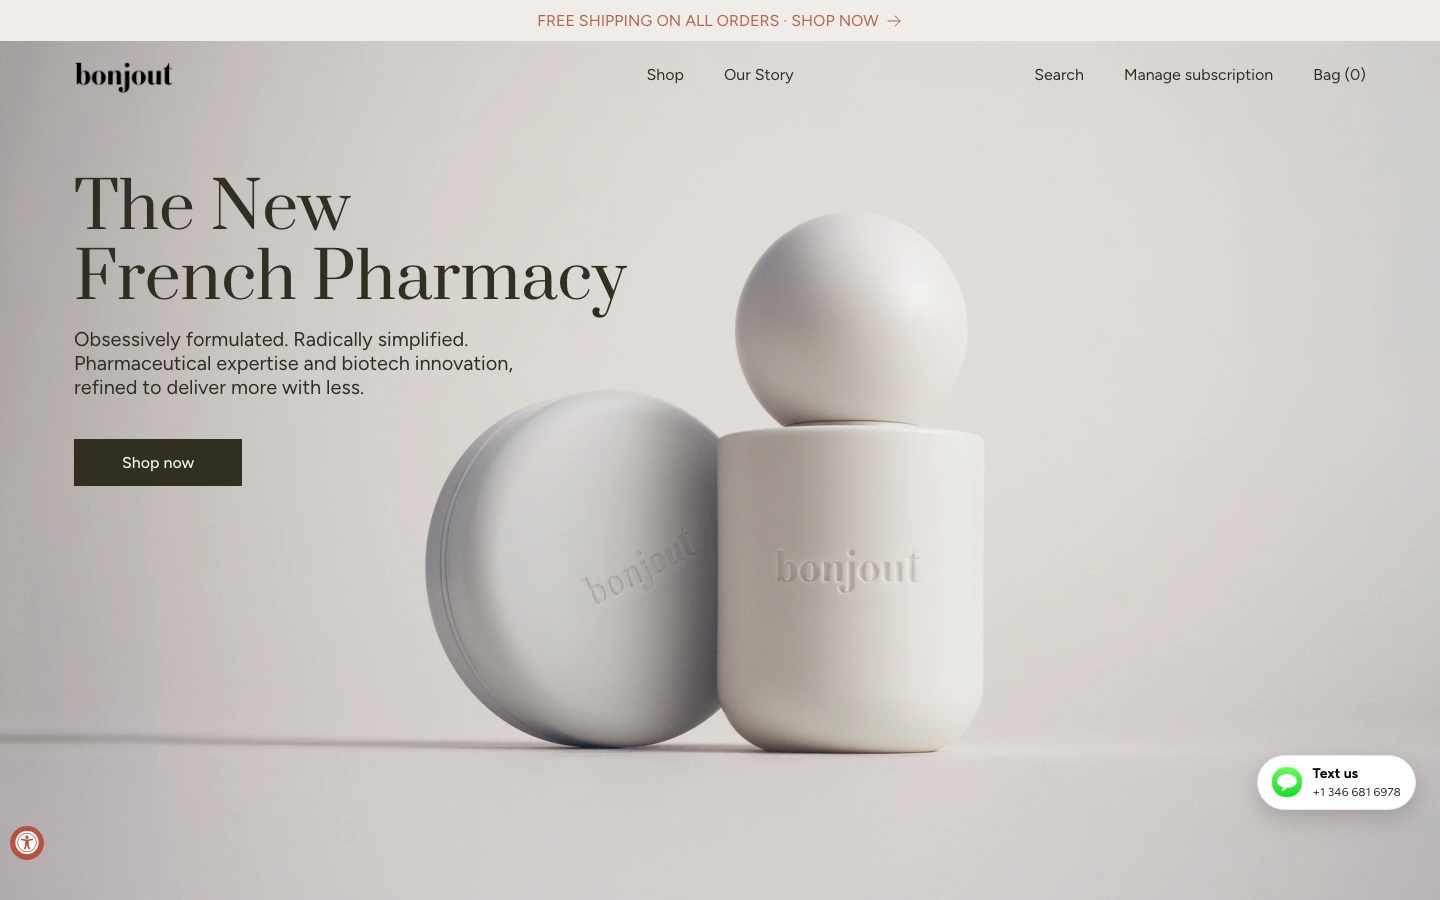 FREE SHIPPING ON ALL ORDERS · SHOP NOW →
bonjout
Shop
Our Story
Search
Manage subscription
Bag (0)
The New
French Pharmacy
Obsessively formulated. Radically simplified.
Pharmaceutical expertise and biotech innovation,
refined to deliver more with less.
Shop now
bonjout
bonjout
Text us
+1 346 681 6978